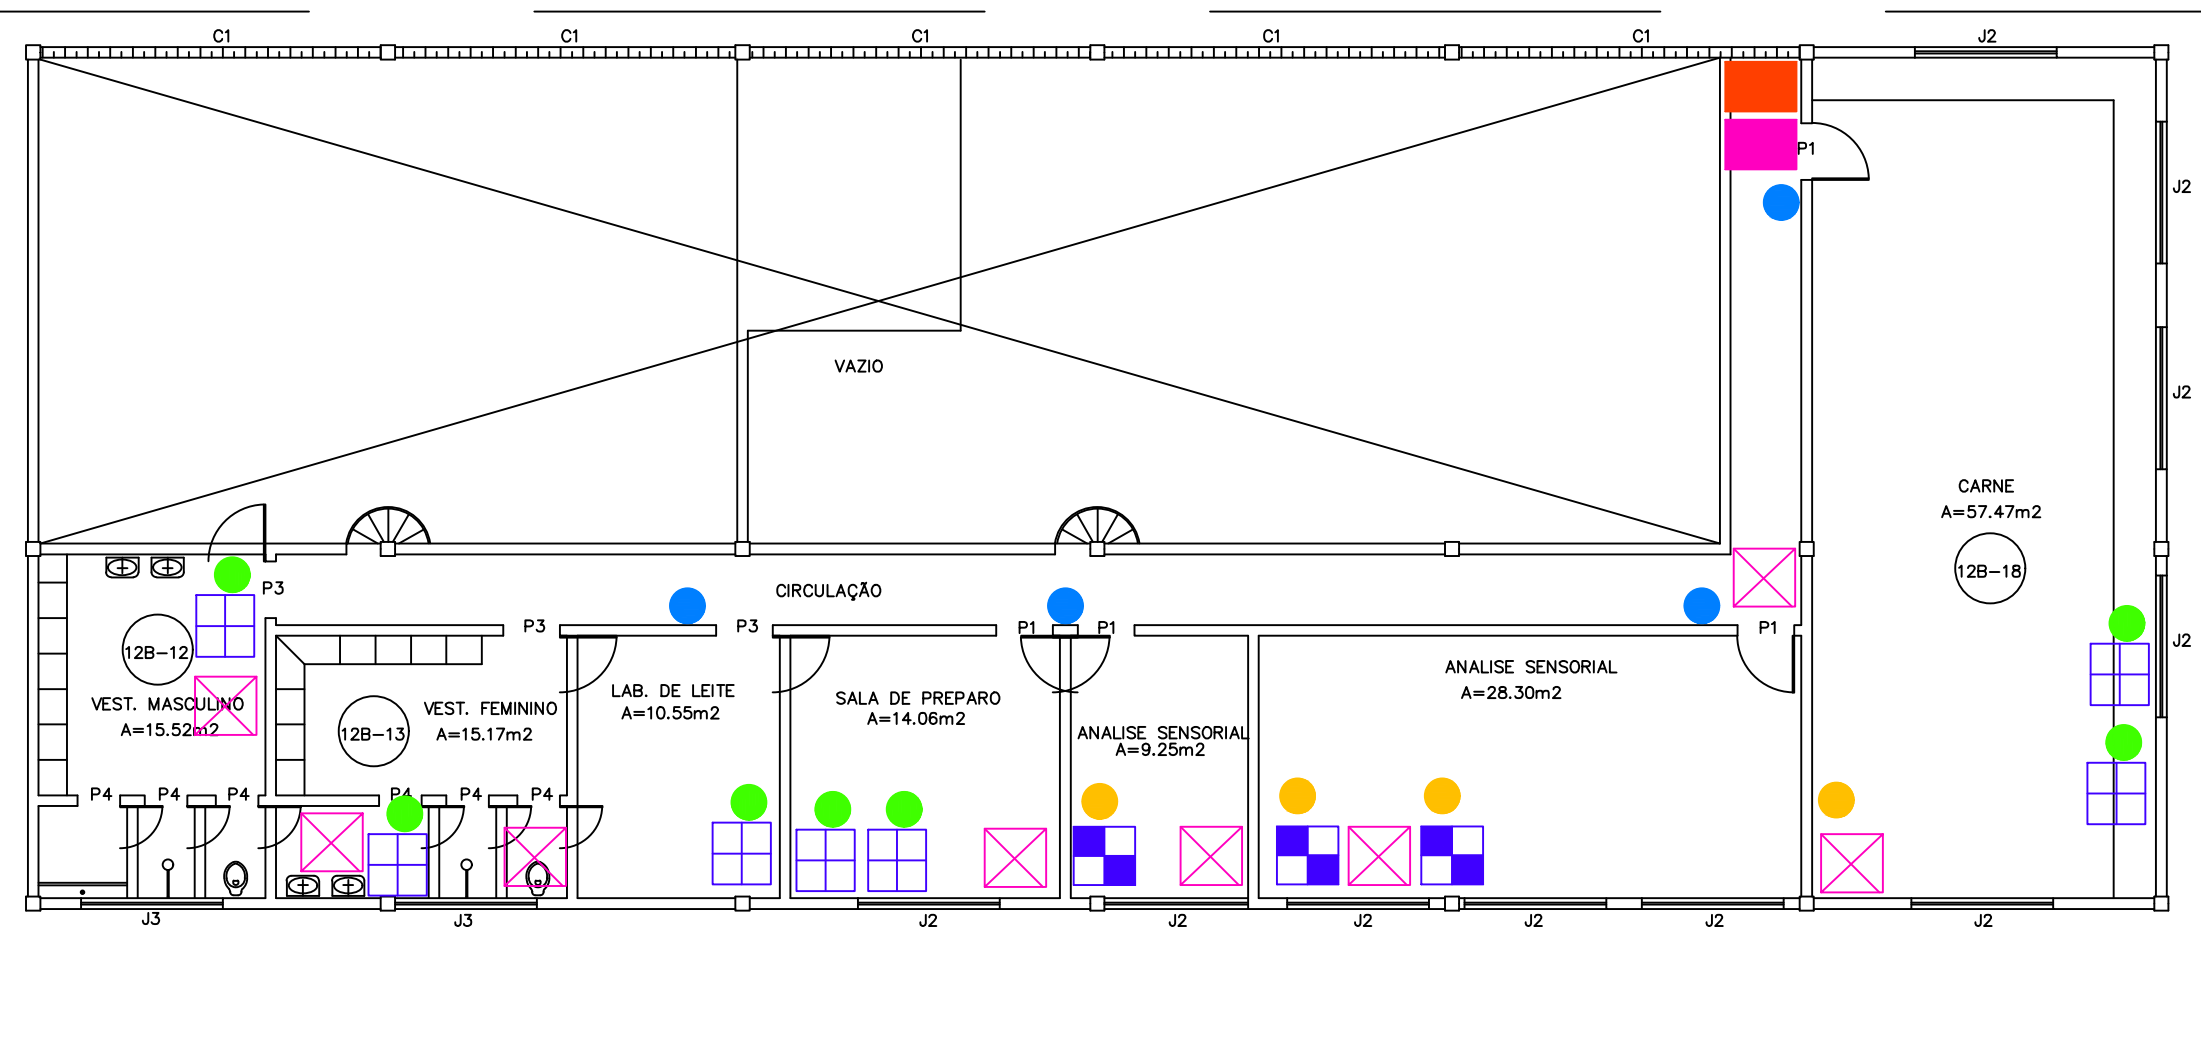 C1
C1
C1
C1
C1
J2
P1
J2
VAZIO
J2
CARNE
A=57.47m2
12B-18
P3
CIRCULAÇÃO
P3
P3
P1
P1
P1
J2
12B-12
VEST. MASCULINO
A=15.52m2
12B-13
VEST. FEMININO
A=15.17m2
LAB. DE LEITE
A=10.55m2
SALA DE PREPARO
A=14.06m2
ANALISE SENSORIAL
A=9.25m2
ANALISE SENSORIAL
A=28.30m2
P4
P4
P4
P4
P4
P4
J3
J3
J2
J2
J2
J2
J2
J2